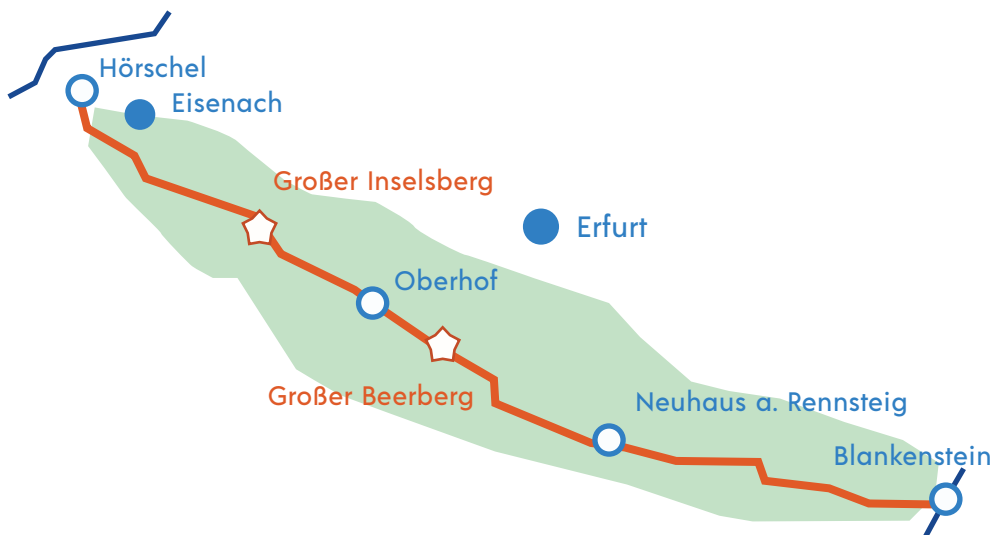 Hörschel
Eisenach
Großer Inselsberg
Erfurt
Oberhof
Großer Beerberg
Neuhaus a. Rennsteig
Blankenstein